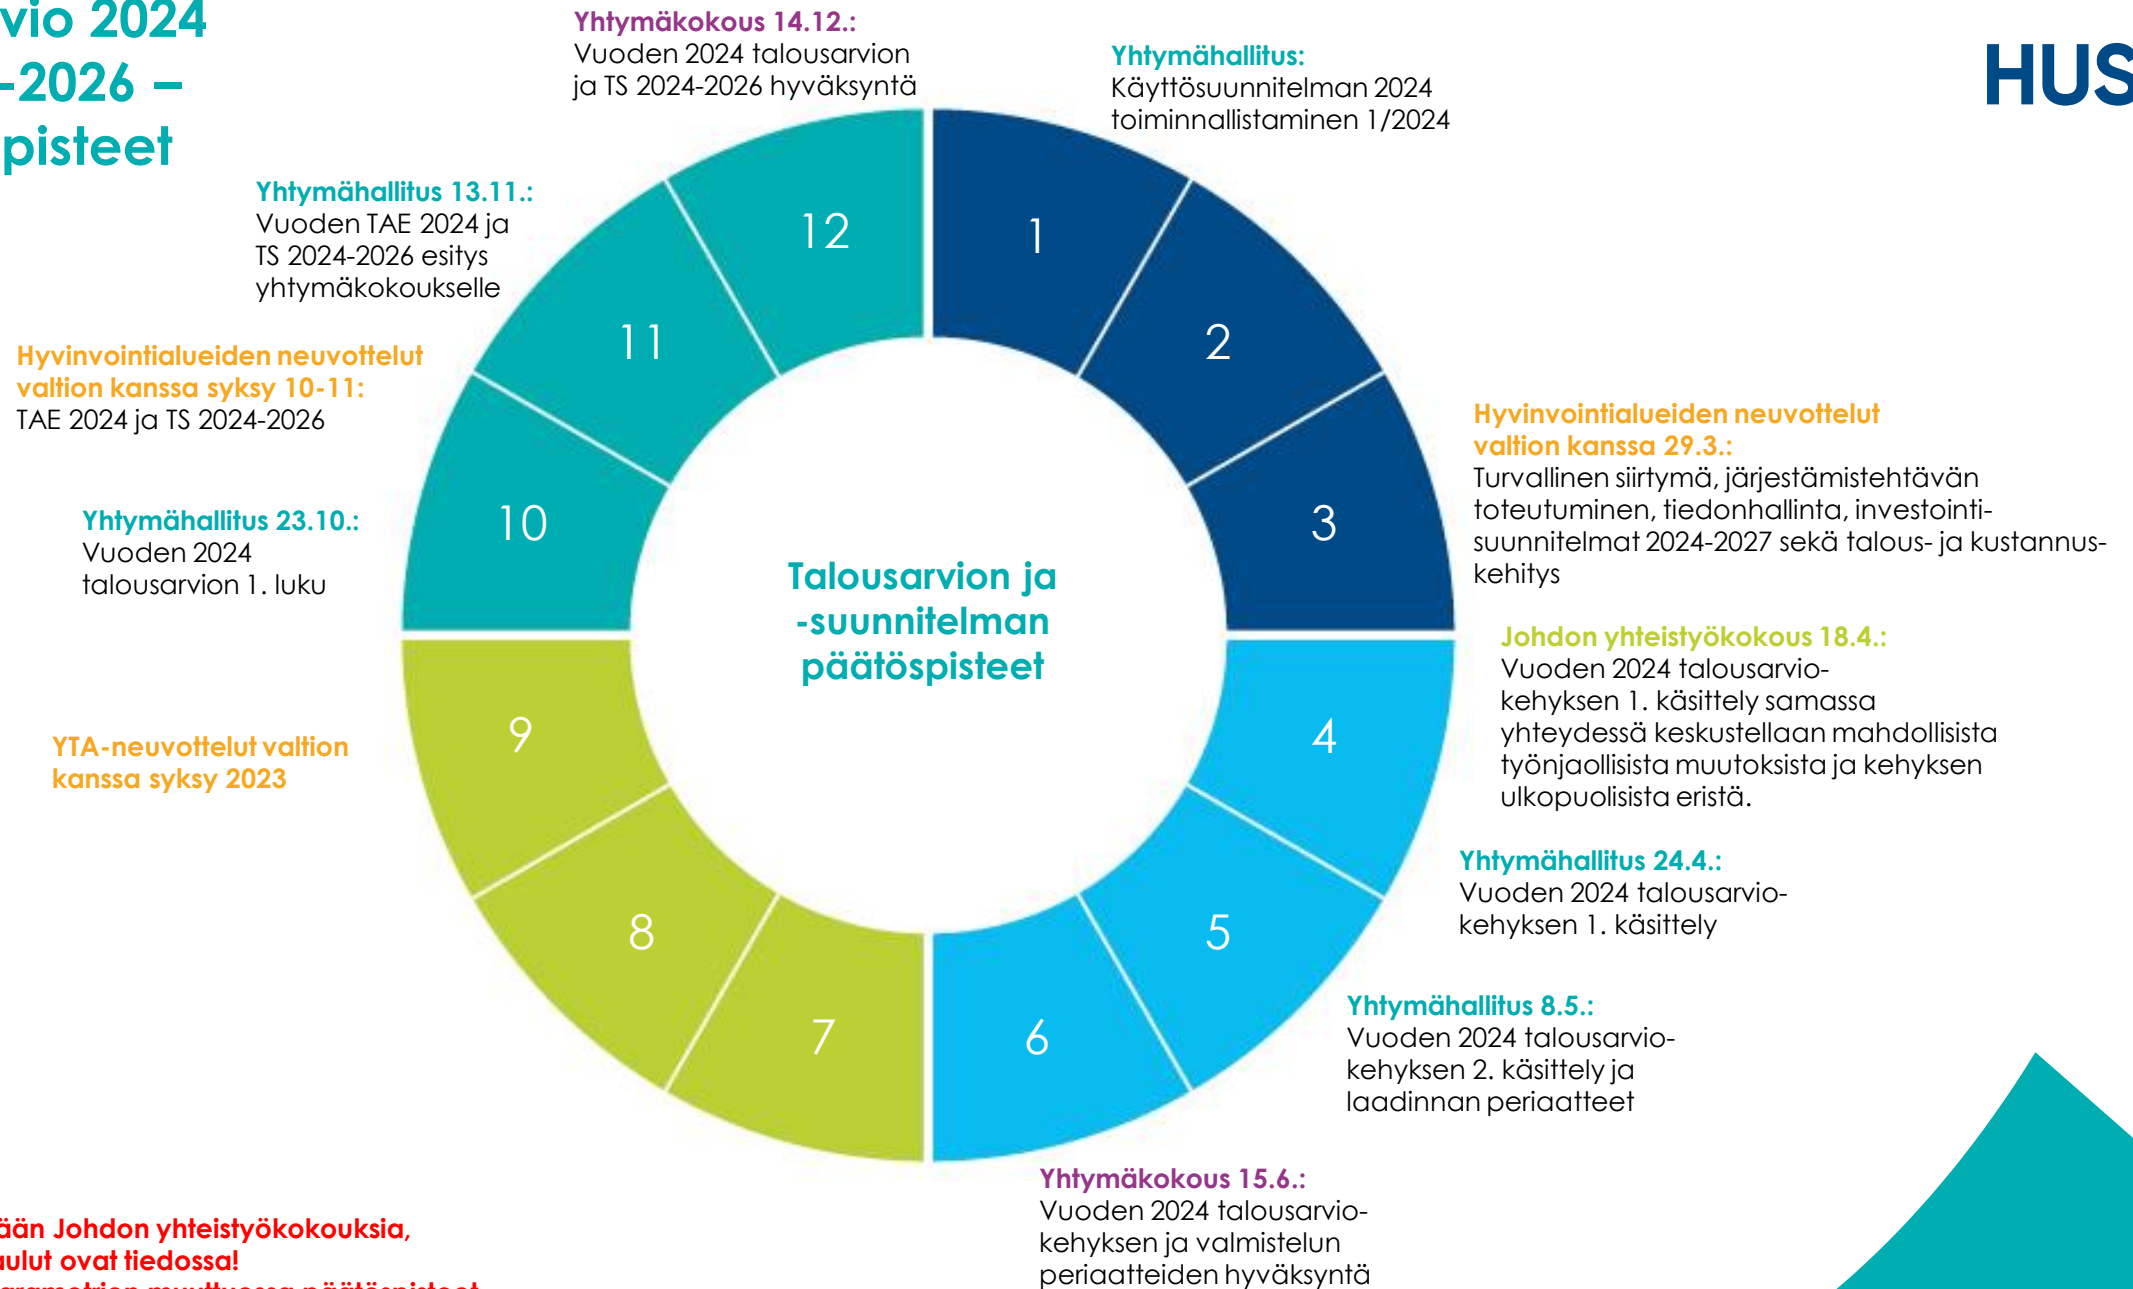 vio 2024
-2026 –
pisteet
HUS
Yhtymäkokous 14.12.:
Vuoden 2024 talousarvion
ja TS 2024-2026 hyväksyntä
Yhtymähallitus:
Käyttösuunnitelman 2024
toiminnallistaminen 1/2024
Yhtymähallitus 13.11.:
Vuoden TAE 2024 ja
TS 2024-2026 esitys
yhtymäkokoukselle
Hyvinvointialueiden neuvottelut
valtion kanssa syksy 10-11:
TAE 2024 ja TS 2024-2026
Yhtymähallitus 23.10.:
Vuoden 2024
talousarvion 1. luku
YTA-neuvottelut valtion
kanssa syksy 2023
12
1
11
2
10
3
9
4
8
5
7
6
Talousarvion ja
-suunnitelman
päätöspisteet
Hyvinvointialueiden neuvottelut
valtion kanssa 29.3.:
Turvallinen siirtymä, järjestämistehtävän
toteutuminen, tiedonhallinta, investointi-
suunnitelmat 2024-2027 sekä talous- ja kustannus-
kehitys
Johdon yhteistyökokous 18.4.:
Vuoden 2024 talousarvio-
kehyksen 1. käsittely samassa
yhteydessä keskustellaan mahdollisista
työnjaollisista muutoksista ja kehyksen
ulkopuolisista eristä.
Yhtymähallitus 24.4.:
Vuoden 2024 talousarvio-
kehyksen 1. käsittely
Yhtymähallitus 8.5.:
Vuoden 2024 talousarvio-
kehyksen 2. käsittely ja
laadinnan periaatteet
Yhtymäkokous 15.6.:
Vuoden 2024 talousarvio-
kehyksen ja valmistelun
periaatteiden hyväksyntä
ään Johdon yhteistyökokouksia,
aulut ovat tiedossa!
arametrien muuttuessa päätöspisteet